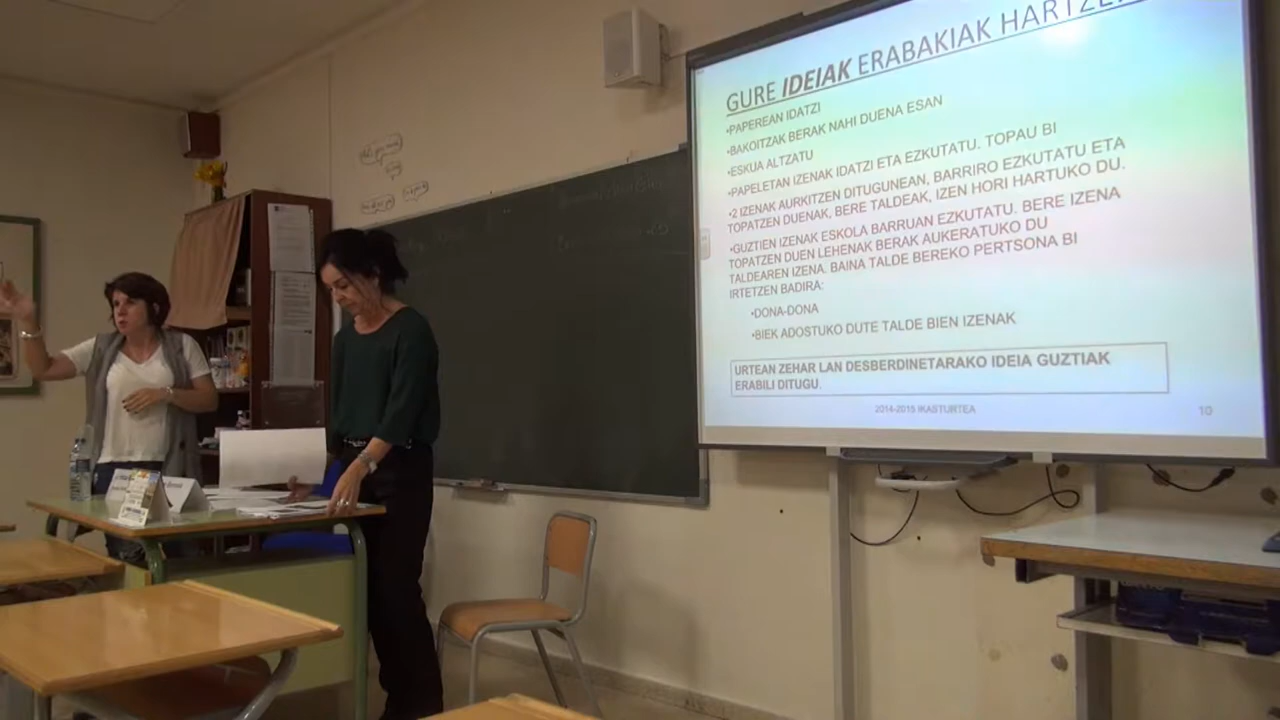 GURE IDEIAK ERABAKIAK HARTZE
•PAPEREAN IDATZI
•BAKOITZAK BERAK NAHI DUENA ESAN
•ESKUA ALTZATU
•PAPELETAN IZENAK IDATZI ETA EZKUTATU. TOPAU BI
•2 IZENAK AURKITZEN DITUGUNEAN, BARRIRO EZKUTATU ETA
TOPATZEN DUENAK, BERE TALDEAK, IZEN HORI HARTUKO DU.
•GUZTIEN IZENAK ESKOLA BARRUAN EZKUTATU. BERE IZENA
TOPATZEN DUEN LEHENAK BERAK AUKERATUKO DU
TALDEAREN IZENA. BAINA TALDE BEREKO PERTSONA BI
IRTETZEN BADIRA:
•DONA-DONA
•BIEK ADOSTUKO DUTE TALDE BIEN IZENAK
URTEAN ZEHAR LAN DESBERDINETARAKO IDEIA GUZTIAK
ERABILI DITUGU.
2014-2015 IKASTURTEA
10